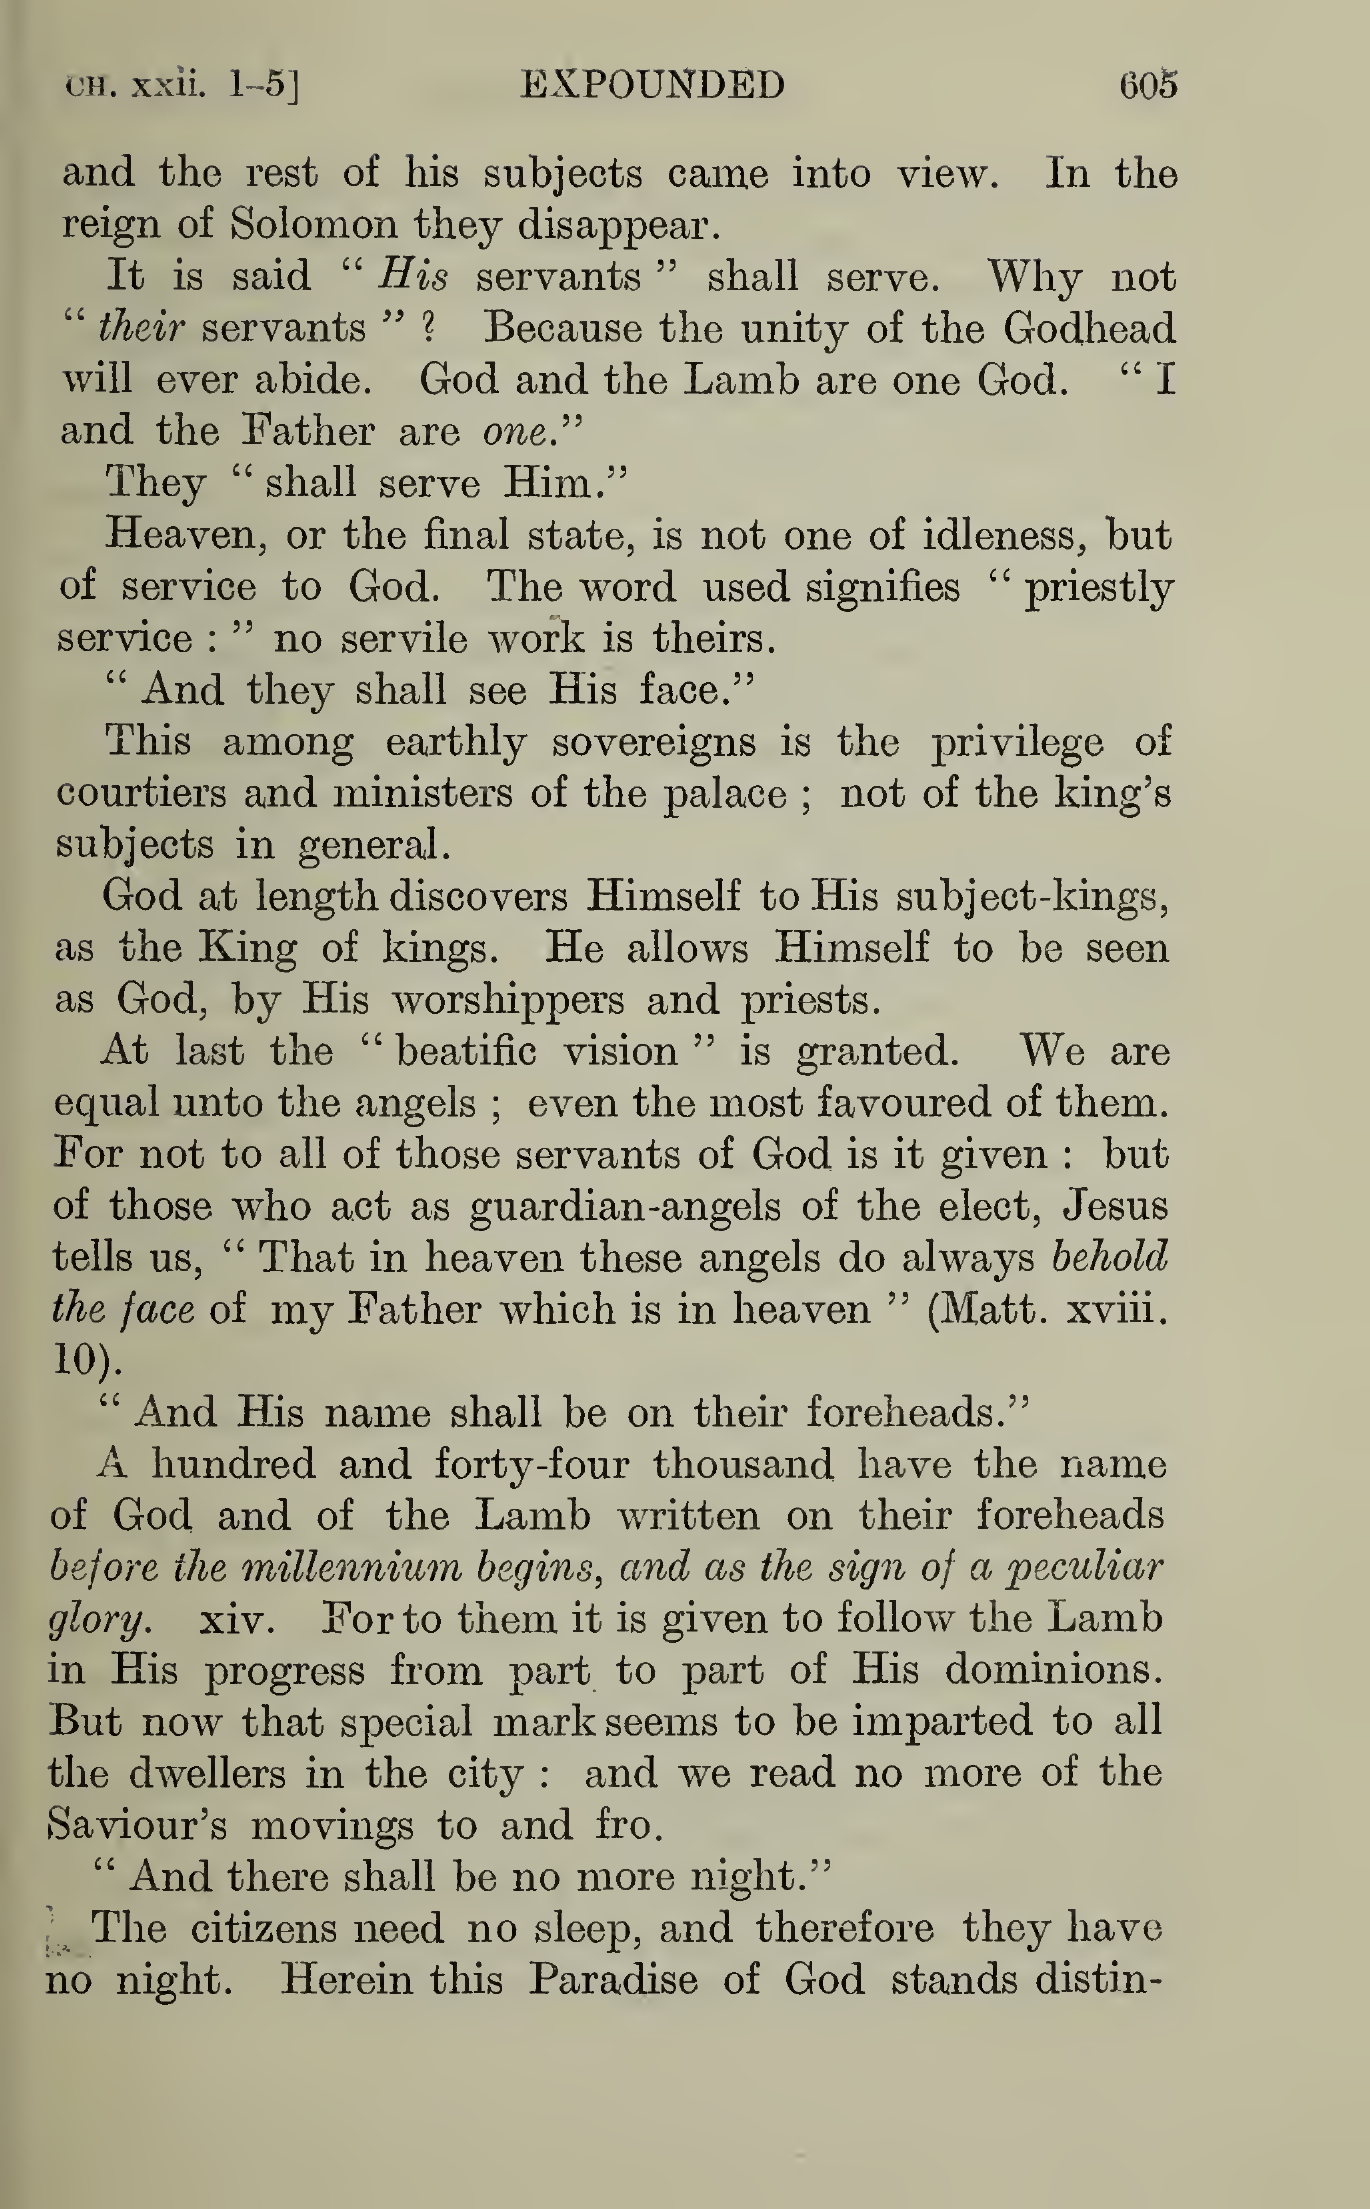 CH. xxii. 1–5] EXPOUNDED 605
and the rest of his subjects came into view. In the
reign of Solomon they disappear.
It is said “ His servants ” shall serve. Why not
“ their servants ” ? Because the unity of the Godhead
will ever abide. God and the Lamb are one God. “ I
and the Father are one.”
They “ shall serve Him.”
Heaven, or the final state, is not one of idleness, but
of service to God. The word used signifies “ priestly
service : ” no servile work is theirs.
“ And they shall see His face.”
This among earthly sovereigns is the privilege of
courtiers and ministers of the palace ; not of the king’s
subjects in general.
God at length discovers Himself to His subject-kings,
as the King of kings. He allows Himself to be seen
as God, by His worshippers and priests.
At last the “ beatific vision ” is granted. We are
equal unto the angels ; even the most favoured of them.
For not to all of those servants of God is it given : but
of those who act as guardian-angels of the elect, Jesus
tells us, “ That in heaven these angels do always behold
the face of my Father which is in heaven ” (Matt. xviii.
10).
“ And His name shall be on their foreheads.”
A hundred and forty-four thousand have the name
of God and of the Lamb written on their foreheads
before the millennium begins, and as the sign of a peculiar
glory. xiv. For to them it is given to follow the Lamb
in His progress from part to part of His dominions.
But now that special mark seems to be imparted to all
the dwellers in the city : and we read no more of the
Saviour’s movings to and fro.
“ And there shall be no more night.”
The citizens need no sleep, and therefore they have
no night. Herein this Paradise of God stands distin-